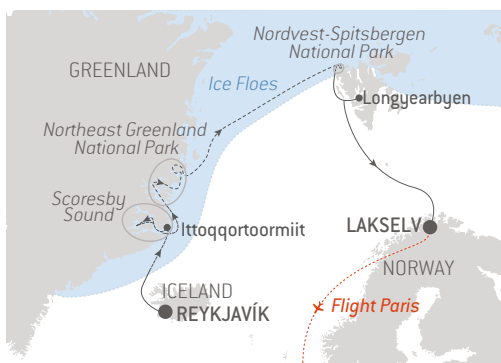 Nordvest-Spitsbergen
National Park
GREENLAND
Ice Floes
Longyearbyen
Northeast Greenland
National Park
Scoresby
Sound
Ittoqqortoormiit
LAKSELV
NORWAY
ICELAND
REYKJAVÍK
Flight Paris